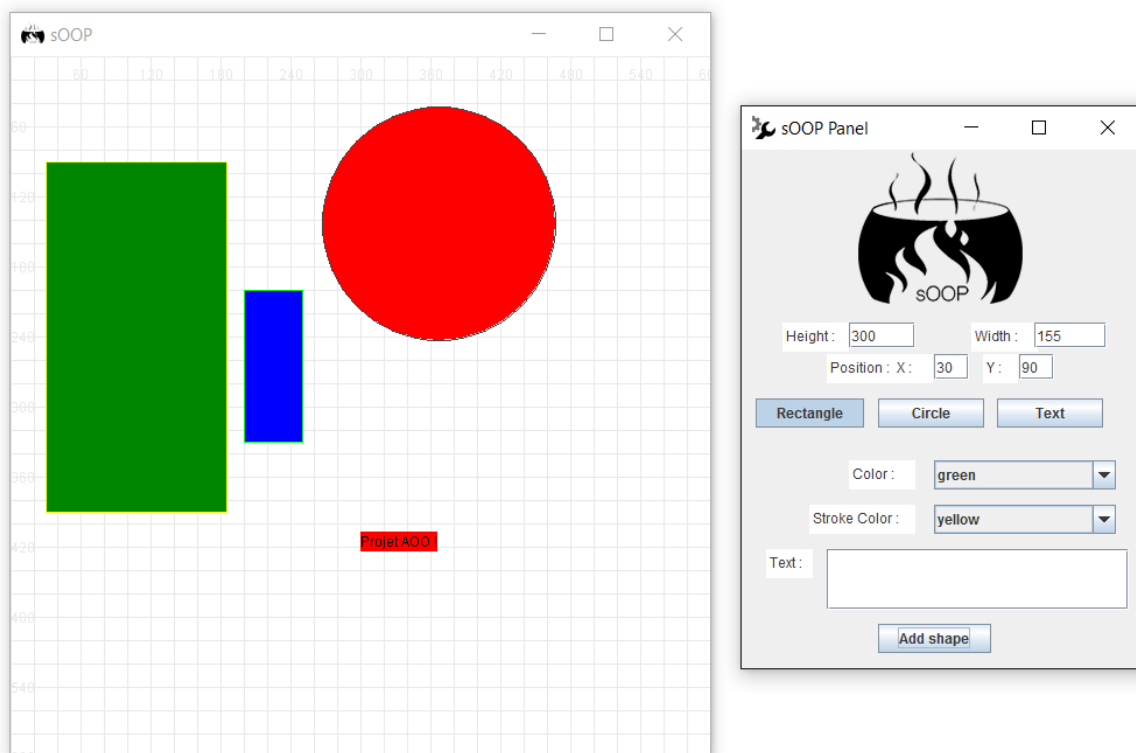 sOOP
60 120 180 240 300 360 420 480 540
60
120
180
240
300
360
420
480
540
Projet AOO !
sOOP Panel
sOOP
Height : 300 Width : 155
Position : X : 30 Y : 90
Rectangle Circle Text
Color : green
Stroke Color : yellow
Text :
Add shape